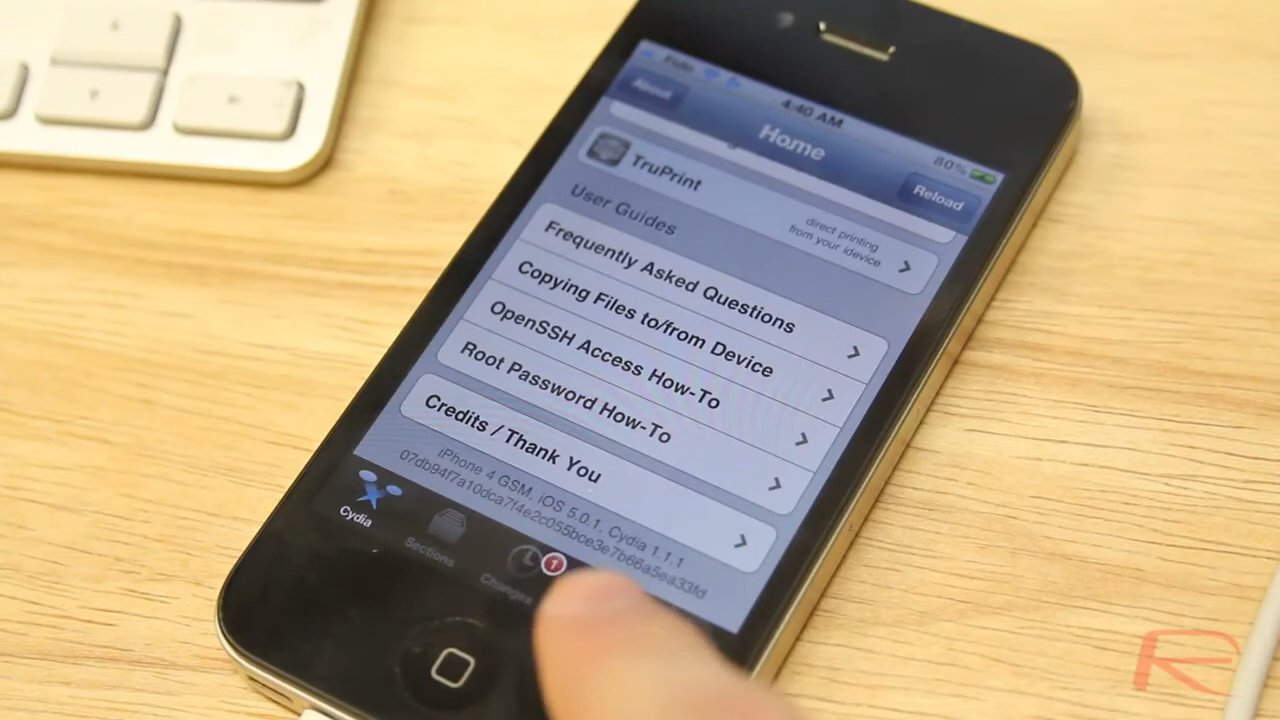 Fido
4:40 AM
80%
About
Home
Reload
TruPrint
direct printing
from your idevice
User Guides
Frequently Asked Questions
Copying Files to/from Device
OpenSSH Access How-To
Root Password How-To
Credits / Thank You
iPhone 4 GSM, iOS 5.0.1, Cydia 1.1.1
07db94f7a10dca7f4e2c055bce3e7b66a5ea33fd
Cydia
Sections
Changes
1